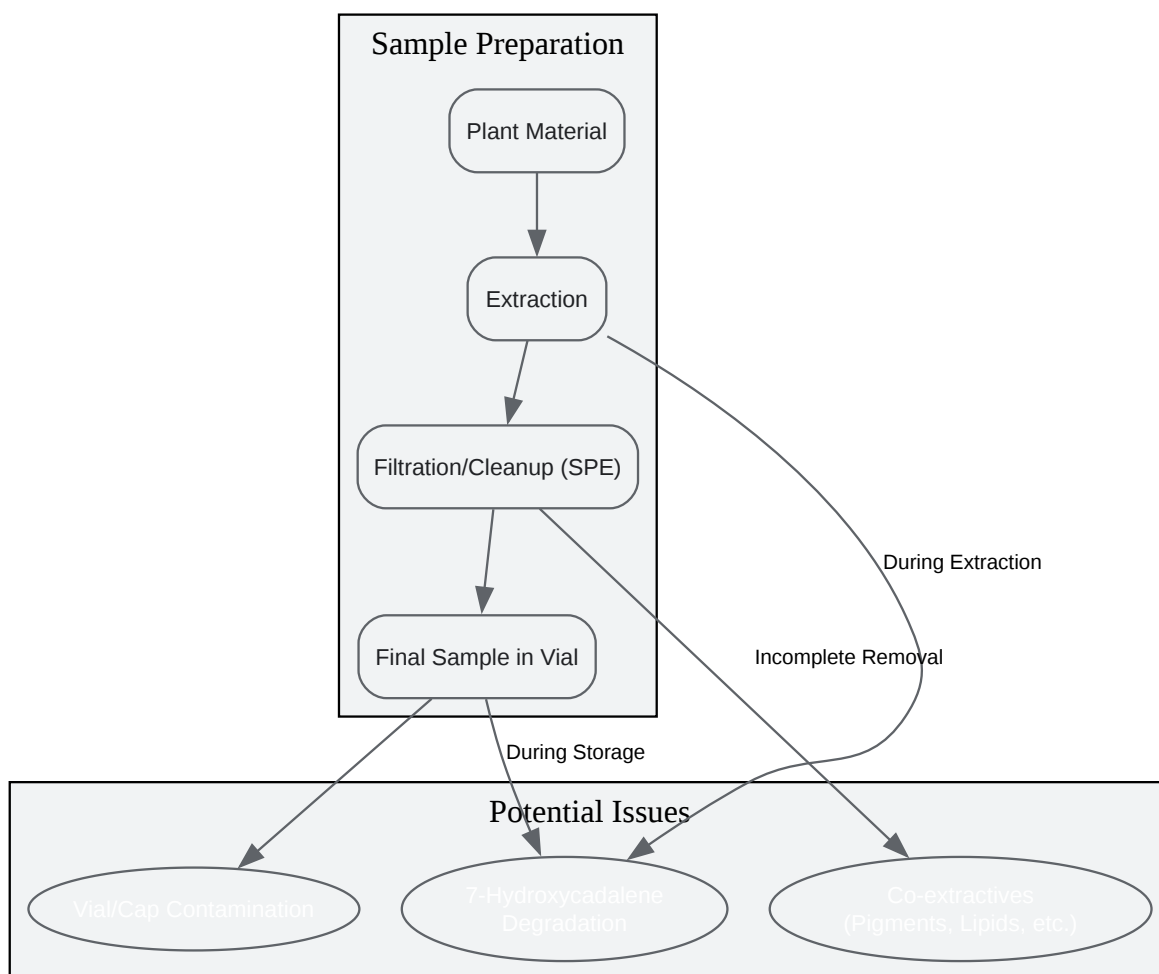 Sample Preparation
Plant Material
Extraction
Filtration/Cleanup (SPE)
During Extraction
Final Sample in Vial
Incomplete Removal
During Storage
Potential Issues
Vial/Cap Contamination
7-Hydroxycadalene
Degradation
Co-extractives
(Pigments, Lipids, etc.)